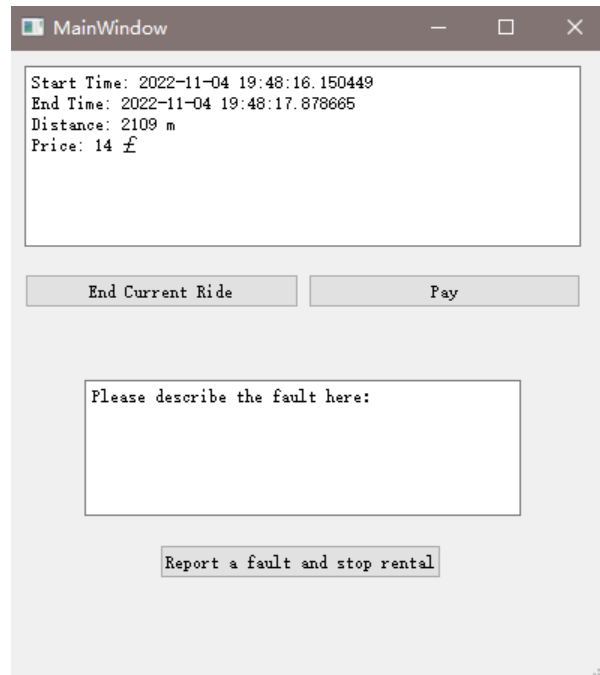 MainWindow
Start Time: 2022-11-04 19:48:16.150449
End Time: 2022-11-04 19:48:17.878665
Distance: 2109 m
Price: 14 £
End Current Ride
Pay
Please describe the fault here:
Report a fault and stop rental